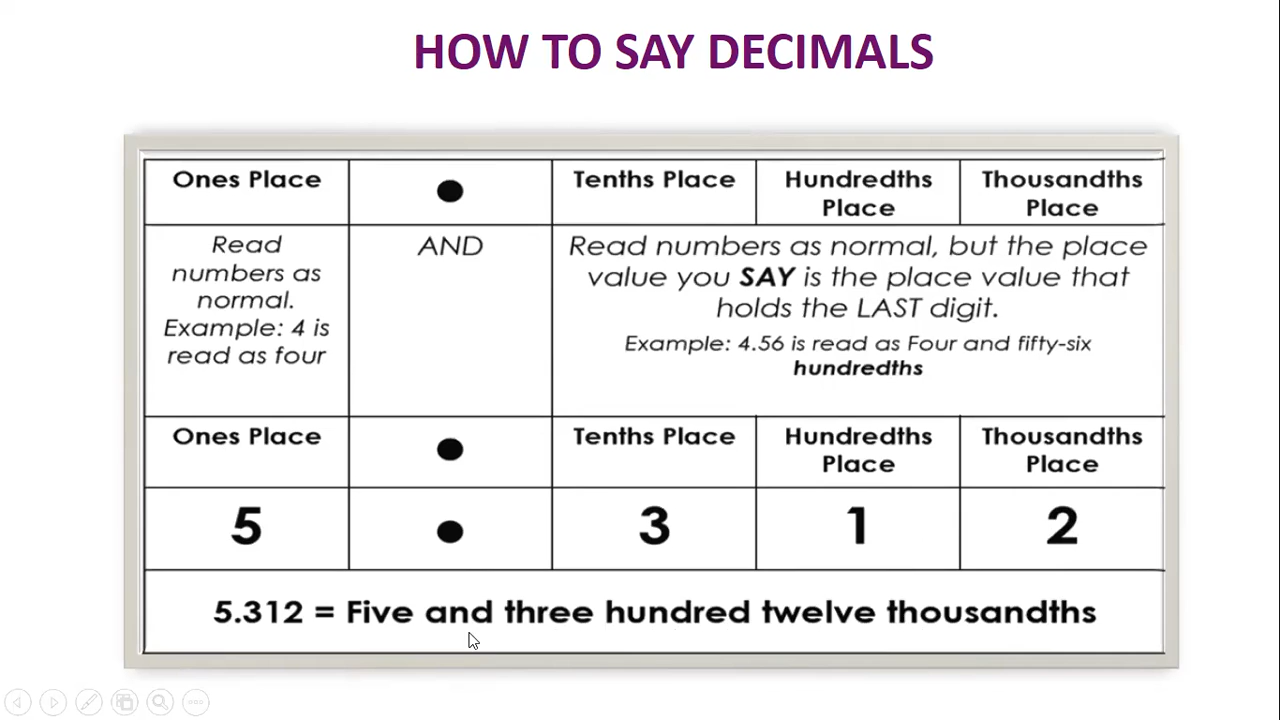 HOW TO SAY DECIMALS
Ones Place
Tenths Place
Hundredths
Place
Thousandths
Place
Read
numbers as
normal.
Example: 4 is
read as four
AND
Read numbers as normal, but the place
value you SAY is the place value that
holds the LAST digit.
Example: 4.56 is read as Four and fifty-six
hundredths
Ones Place
Tenths Place
Hundredths
Place
Thousandths
Place
5
3
1
2
5.312 = Five and three hundred twelve thousandths